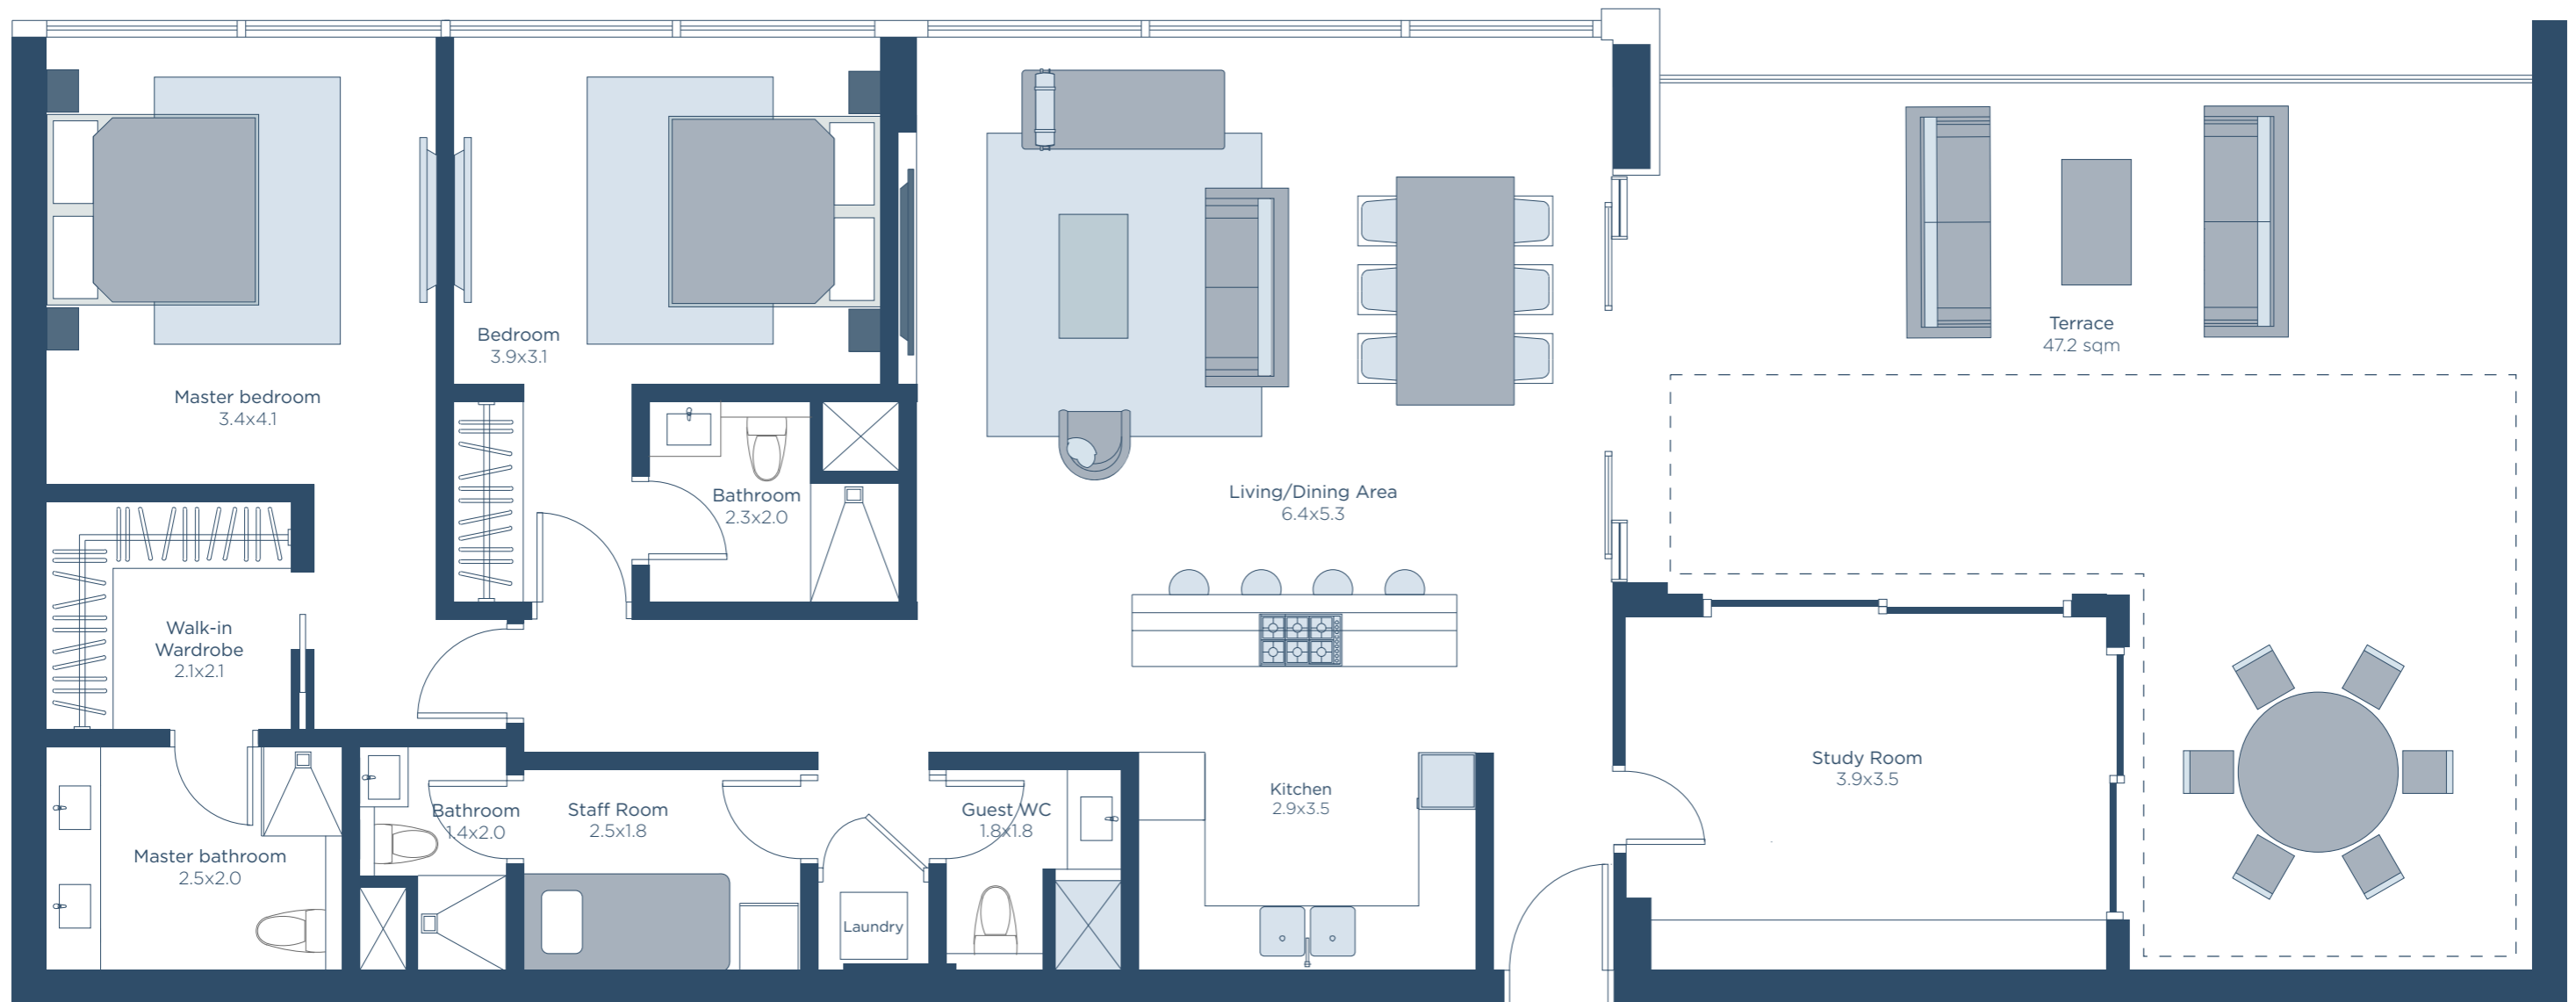 Bedroom
3.9x3.1
Terrace
47.2 sqm
Master bedroom
3.4x4.1
Bathroom
2.3x2.0
Living/Dining Area
6.4x5.3
Walk-in
Wardrobe
2.1x2.1
Study Room
3.9x3.5
Kitchen
2.9x3.5
Bathroom
1.4x2.0
Staff Room
2.5x1.8
Guest WC
1.8x1.8
Master bathroom
2.5x2.0
Laundry